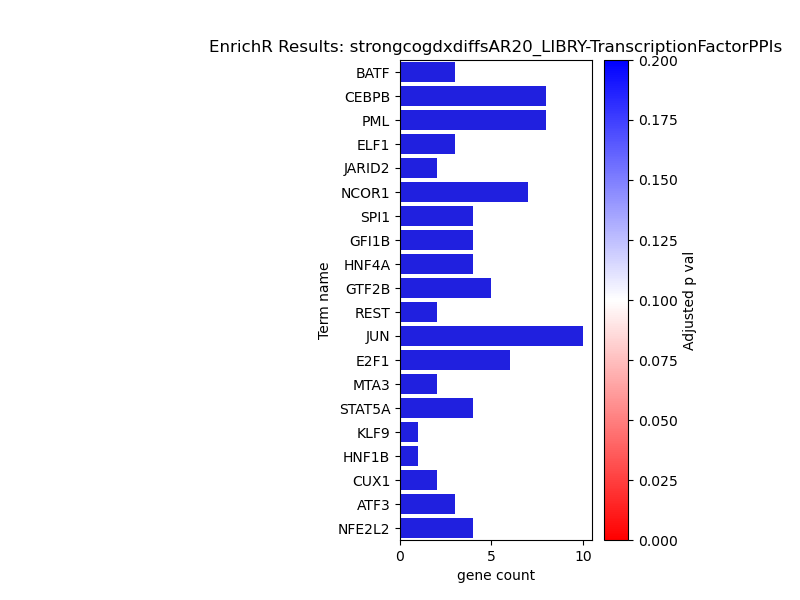 EnrichR Results: strongcogdxdiffsAR20_LIBRY-TranscriptionFactorPPIs
BATF
CEBPB
PML
ELF1
JARID2
NCOR1
SPI1
GFI1B
HNF4A
GTF2B
REST
JUN
E2F1
MTA3
STAT5A
KLF9
HNF1B
CUX1
ATF3
NFE2L2
Term name
0 5 10
gene count
0.200
0.175
0.150
0.125
0.100
0.075
0.050
0.025
0.000
Adjusted p val